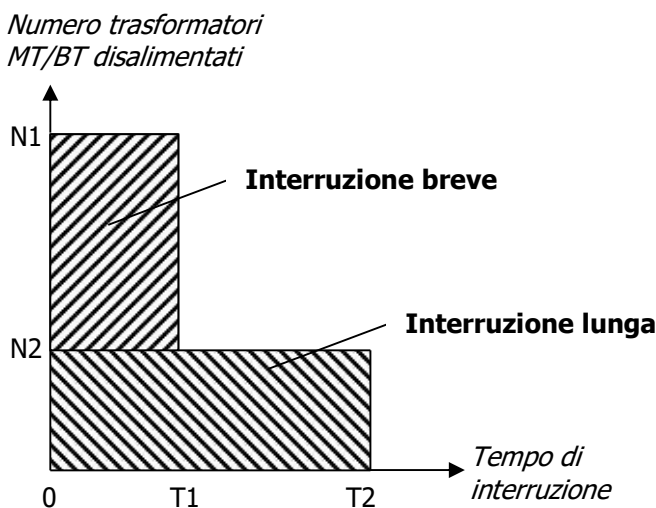 Numero trasformatori
MT/BT disalimentati
N1
Interruzione breve
Interruzione lunga
N2
Tempo di
interruzione
0 T1 T2